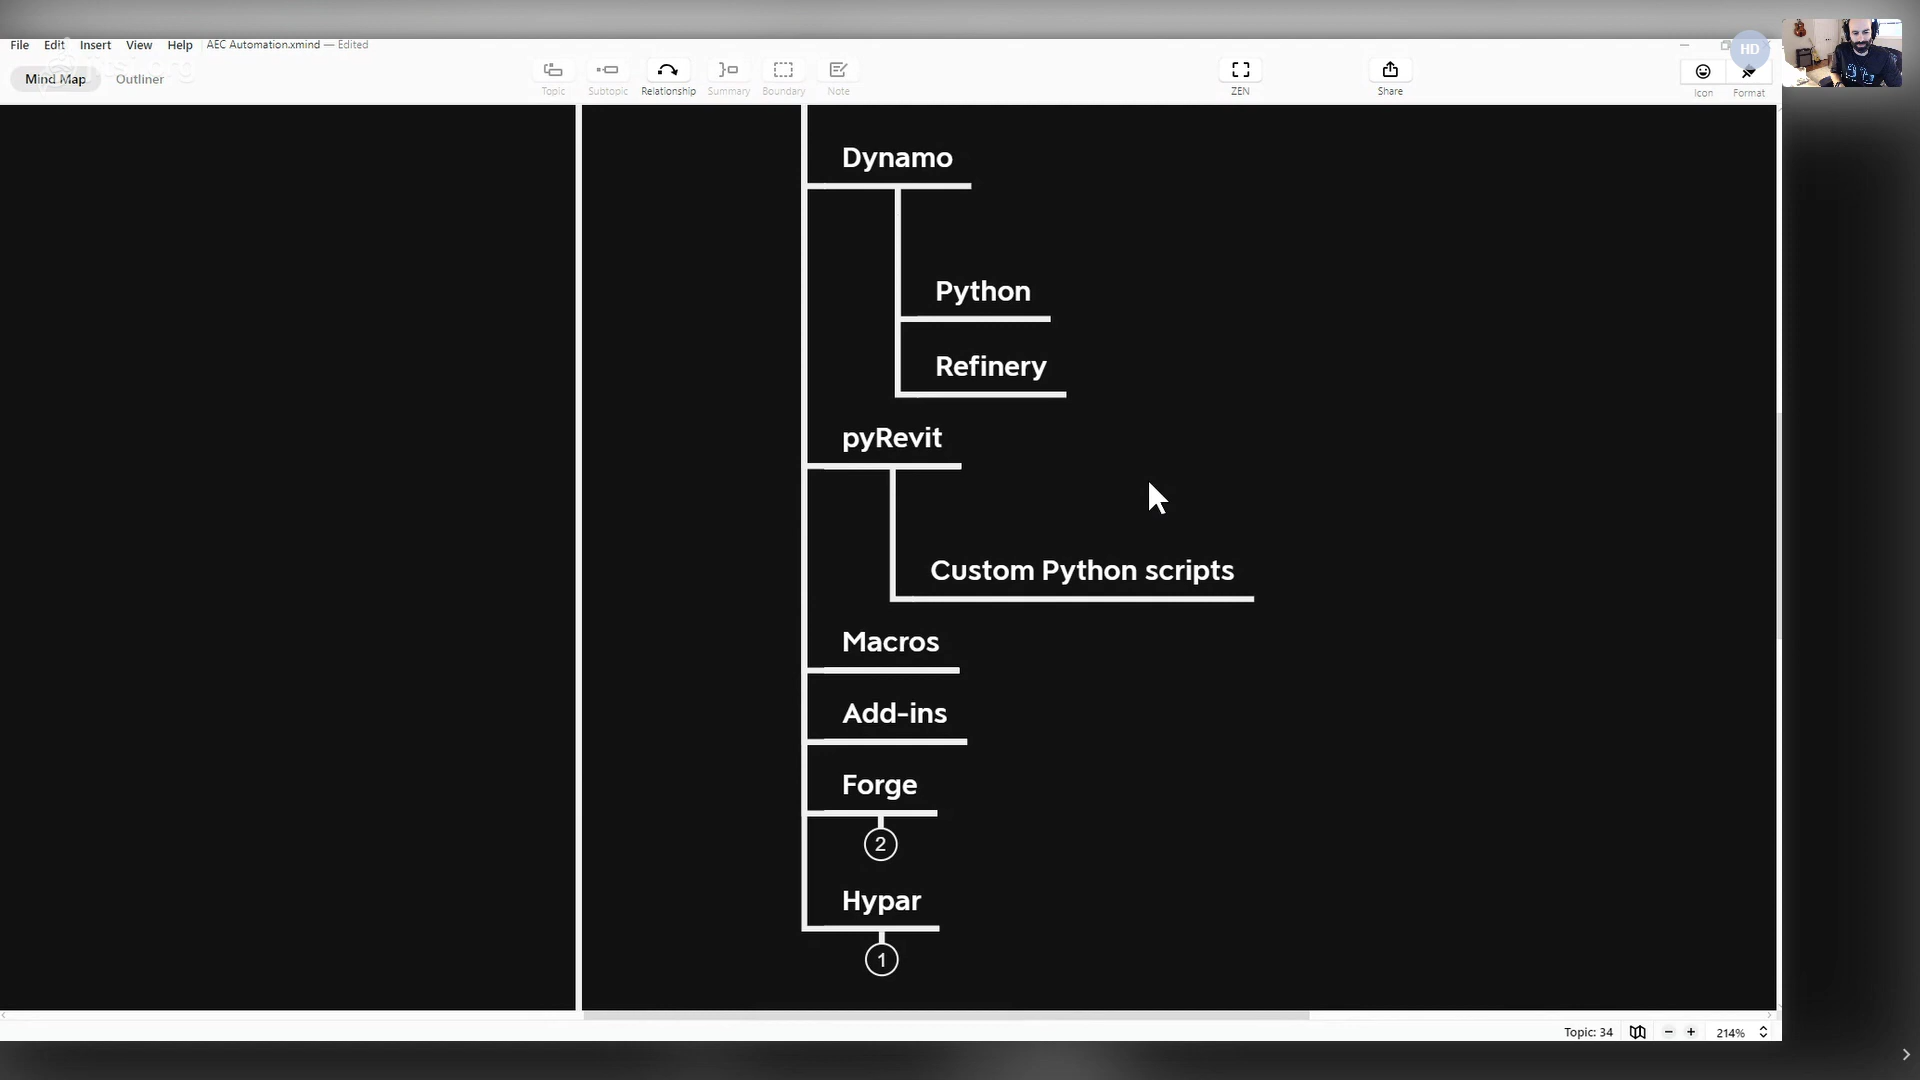 File Edit Insert View Help AEC Automation.xmind — Edited
HD
Mind Map Outliner
Topic Subtopic Relationship Summary Boundary Note ZEN Share Icon Format
Dynamo
Python
Refinery
pyRevit
Custom Python scripts
Macros
Add-ins
Forge
2
Hypar
1
Topic: 34 214%